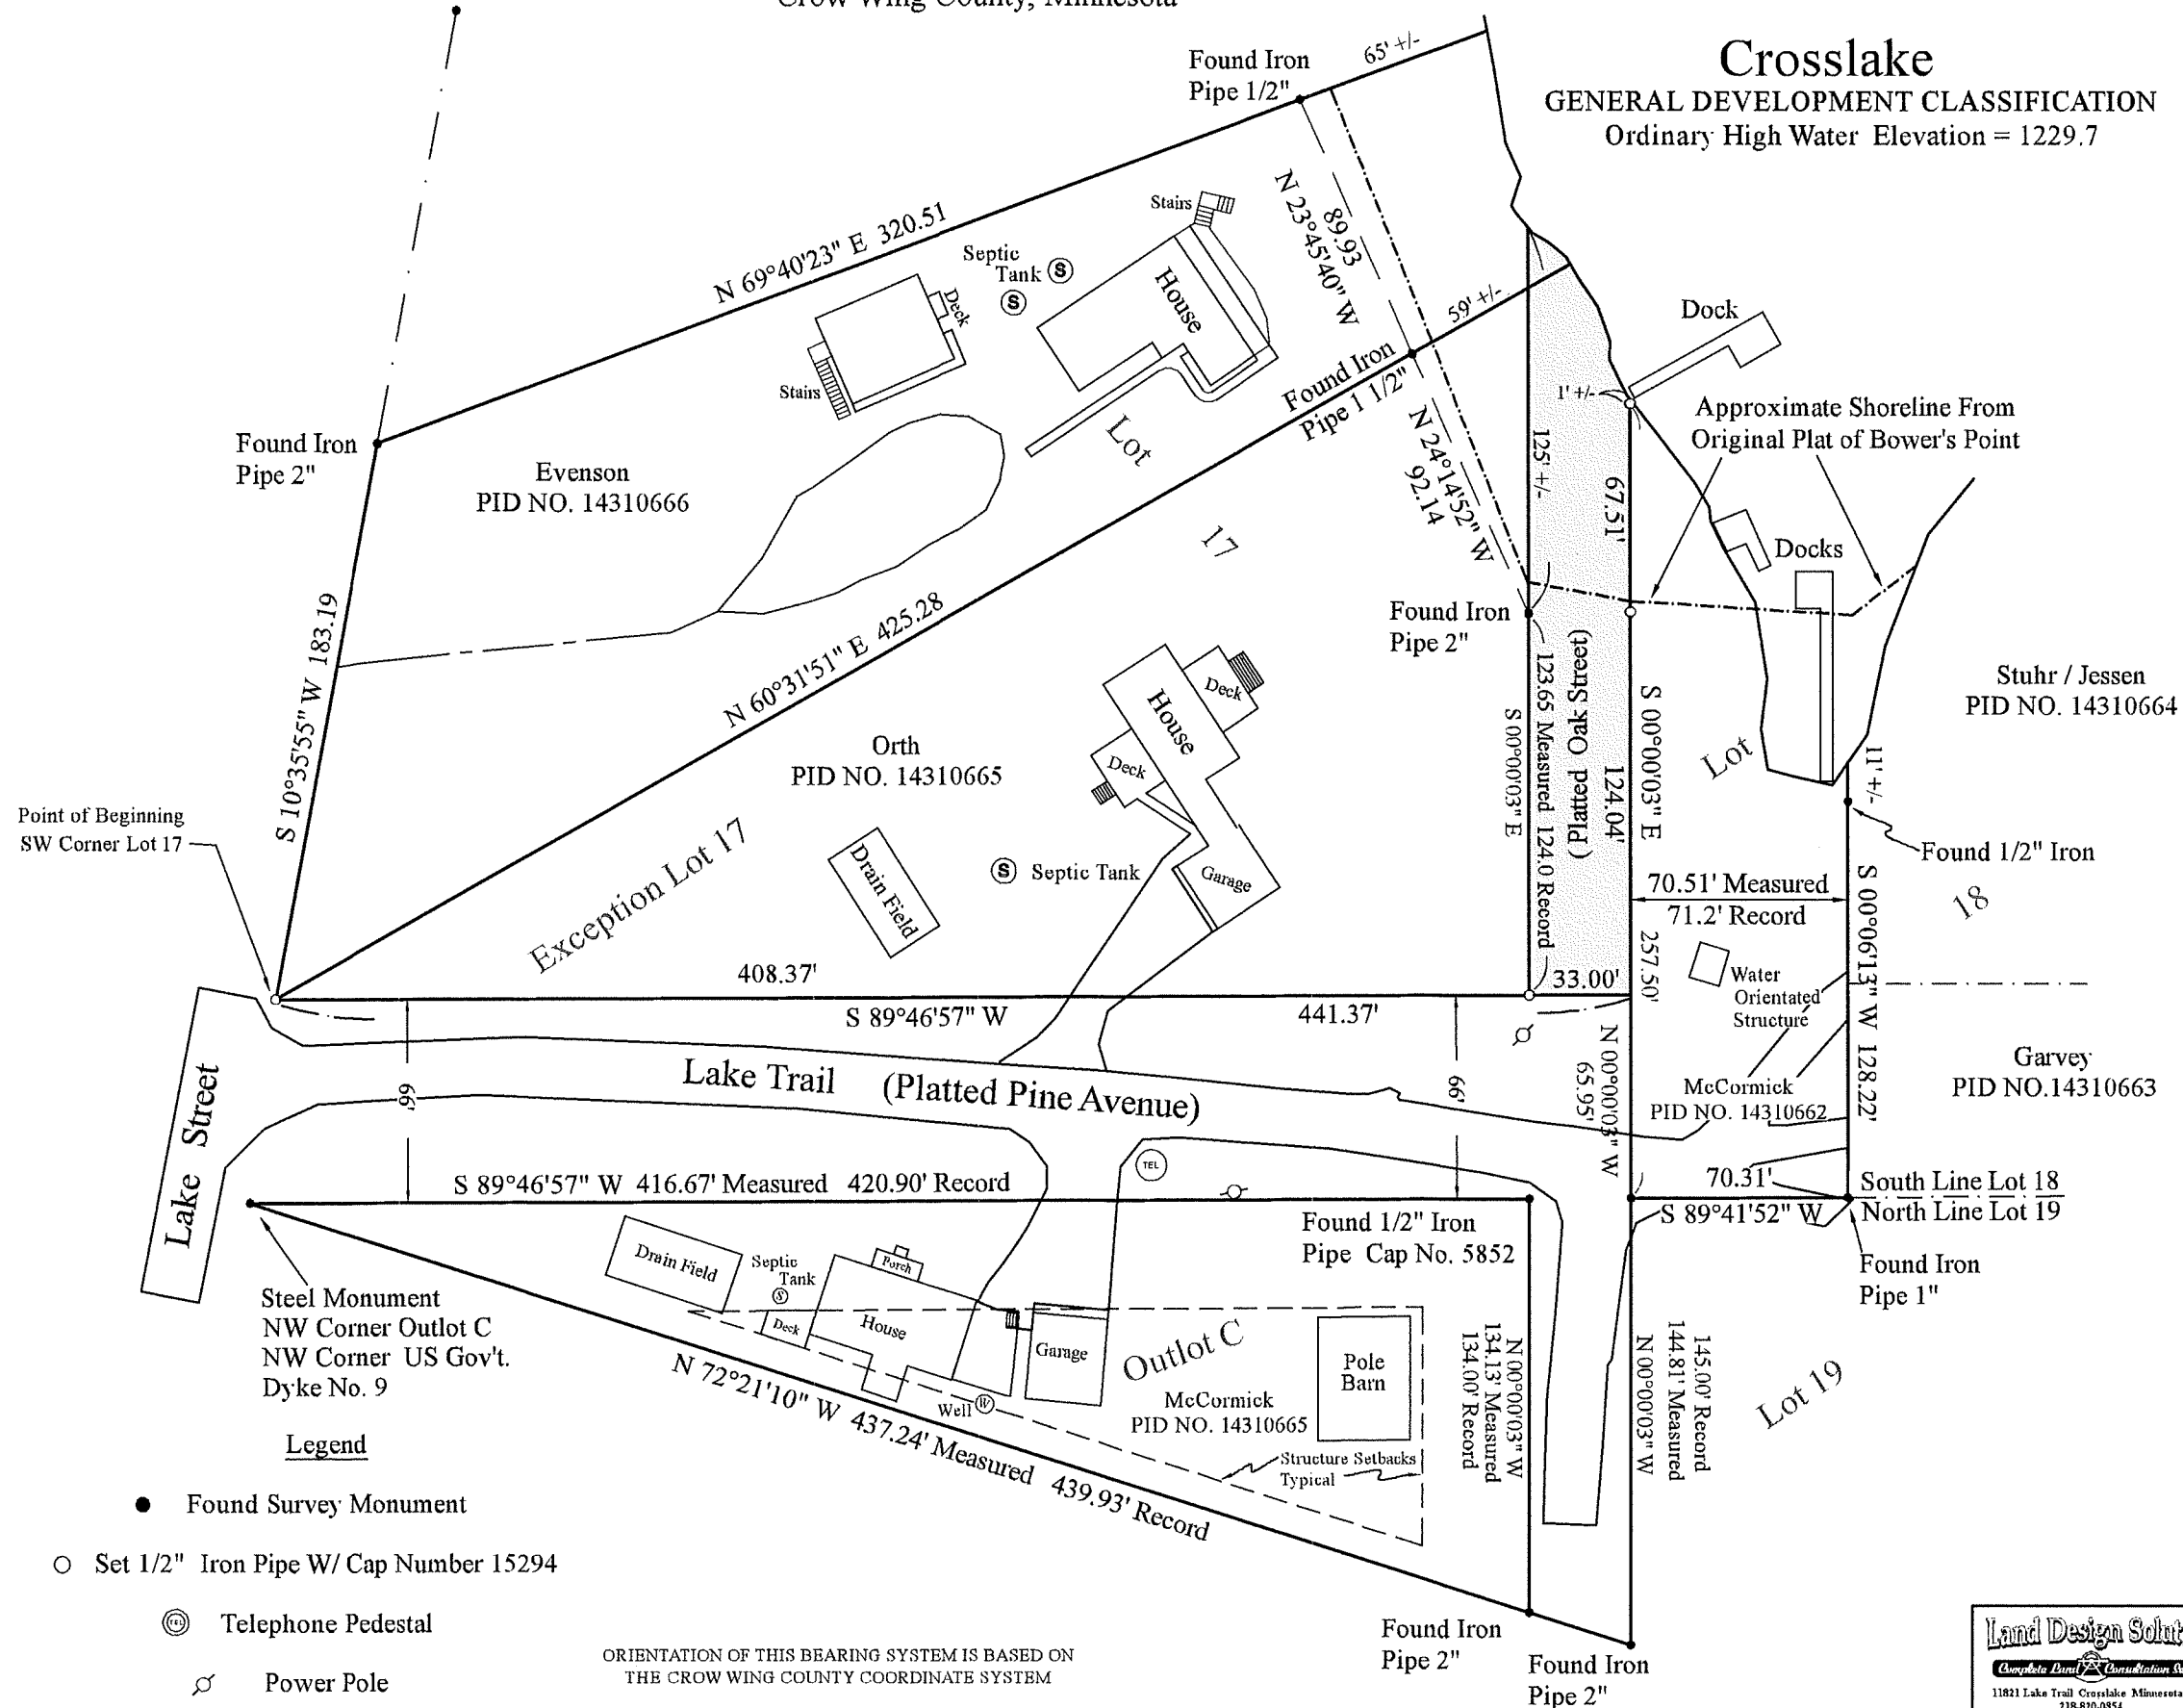 Crow Wing County, Minnesota
Crosslake
GENERAL DEVELOPMENT CLASSIFICATION
Ordinary High Water Elevation = 1229.7
Found Iron
Pipe 1/2"
65' +/-
N 69°40'23" E 320.51
Stairs
Septic
Tank
S
S
House
Deck
Stairs
89.93
N 23°45'40" W
59' +/-
Found Iron
Pipe 1 1/2"
N 24°14'52" W
92.14
Dock
1' +/-
Approximate Shoreline From
Original Plat of Bower's Point
125' +/-
67.51'
Docks
Found Iron
Pipe 2"
Evenson
PID NO. 14310666
Lot
17
S 10°35'55" W 183.19
N 60°31'51" E 425.28
Found Iron
Pipe 2"
123.65 Measured 124.0 Record
S 00°00'03" E
( Platted Oak Street)
124.04'
S 00°00'03" E
Stuhr / Jessen
PID NO. 14310664
Lot
18
11' +/-
Found 1/2" Iron
House
Deck
Deck
Garage
Orth
PID NO. 14310665
Point of Beginning
SW Corner Lot 17
Exception Lot 17
Drain Field
S Septic Tank
70.51' Measured
71.2' Record
257.50'
S 00°06'13" W 128.22'
Water
Orientated
Structure
408.37'
33.00'
S 89°46'57" W
441.37'
N 00°00'03" W
65.95'
McCormick
PID NO. 14310662
Garvey
PID NO.14310663
Lake Street
66'
Lake Trail (Platted Pine Avenue)
66'
TEL
S 89°46'57" W 416.67' Measured 420.90' Record
70.31'
S 89°41'52" W
South Line Lot 18
North Line Lot 19
Found Iron
Pipe 1"
Found 1/2" Iron
Pipe Cap No. 5852
Steel Monument
NW Corner Outlot C
NW Corner US Gov't.
Dyke No. 9
Drain Field
Septic
Tank
S
Porch
Deck
House
Garage
Well W
Outlot C
McCormick
PID NO. 14310665
Pole
Barn
Structure Setbacks
Typical
N 00°00'03" W
134.13' Measured
134.00' Record
145.00' Record
144.81' Measured
N 00°00'03" W
Lot 19
N 72°21'10" W 437.24' Measured 439.93' Record
Legend
Found Survey Monument
Set 1/2" Iron Pipe W/ Cap Number 15294
TEL Telephone Pedestal
Power Pole
ORIENTATION OF THIS BEARING SYSTEM IS BASED ON
THE CROW WING COUNTY COORDINATE SYSTEM
Found Iron
Pipe 2"
Found Iron
Pipe 2"
Land Design
Complete Land Consultation
11821 Lake Trail Crosslake Minnesota
218-820-0854